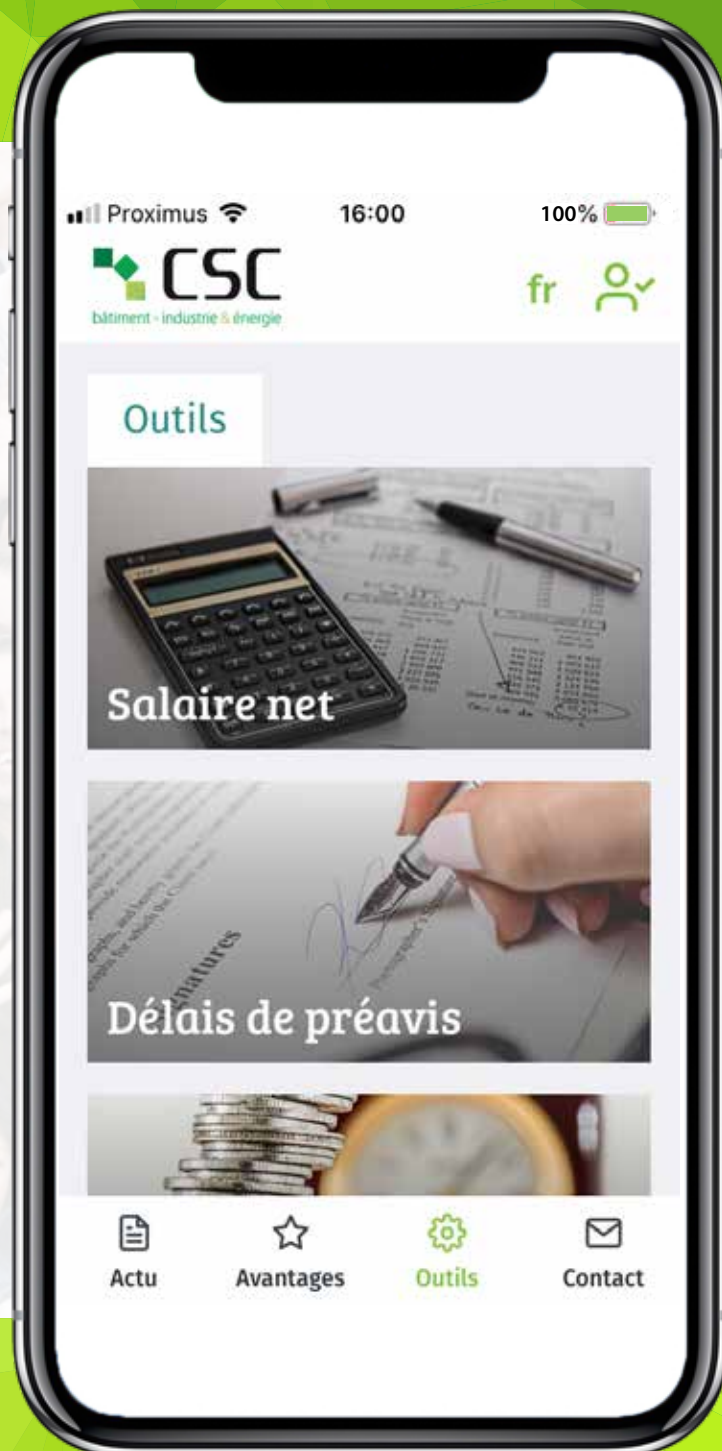 Proximus 16:00 100%
CSC
bâtiment - industrie & énergie
fr
Outils
Salaire net
signatures
Délais de préavis
Actu Avantages Outils Contact